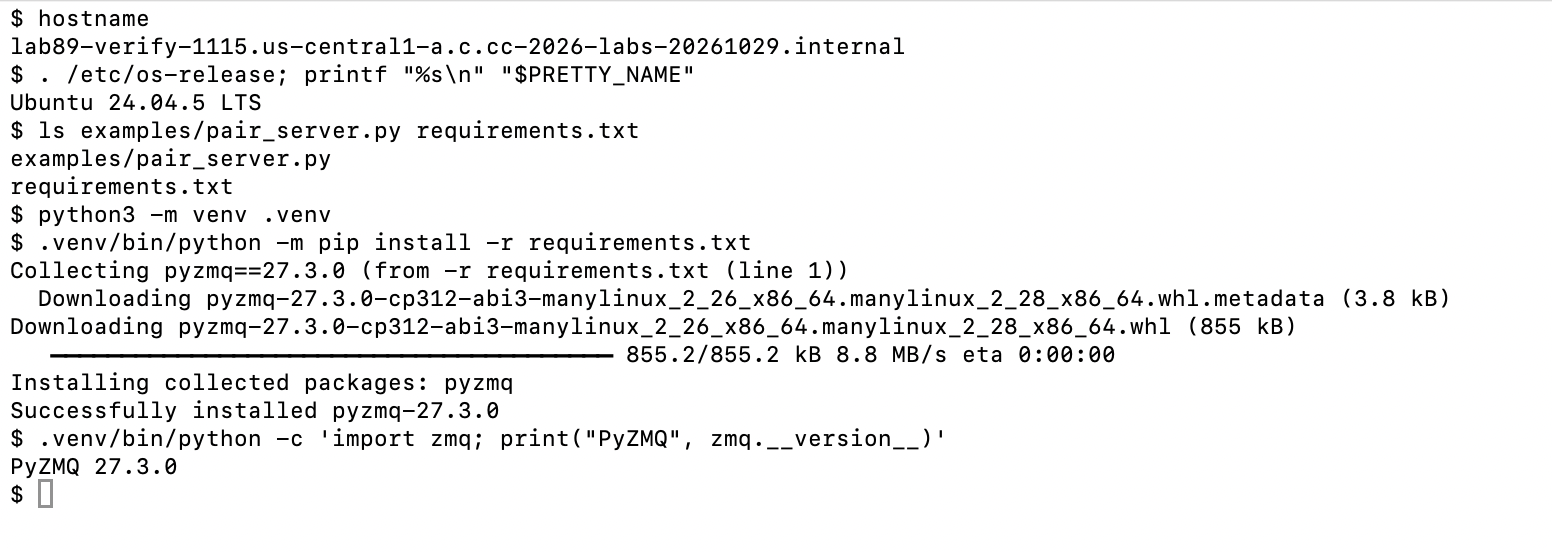 $ hostname
lab89-verify-1115.us-central1-a.c.cc-2026-labs-20261029.internal
$ . /etc/os-release; printf "%s\n" "$PRETTY_NAME"
Ubuntu 24.04.5 LTS
$ ls examples/pair_server.py requirements.txt
examples/pair_server.py
requirements.txt
$ python3 -m venv .venv
$ .venv/bin/python -m pip install -r requirements.txt
Collecting pyzmq==27.3.0 (from -r requirements.txt (line 1))
  Downloading pyzmq-27.3.0-cp312-abi3-manylinux_2_26_x86_64.manylinux_2_28_x86_64.whl.metadata (3.8 kB)
Downloading pyzmq-27.3.0-cp312-abi3-manylinux_2_26_x86_64.manylinux_2_28_x86_64.whl (855 kB)
855.2/855.2 kB 8.8 MB/s eta 0:00:00
Installing collected packages: pyzmq
Successfully installed pyzmq-27.3.0
$ .venv/bin/python -c 'import zmq; print("PyZMQ", zmq.__version__)'
PyZMQ 27.3.0
$